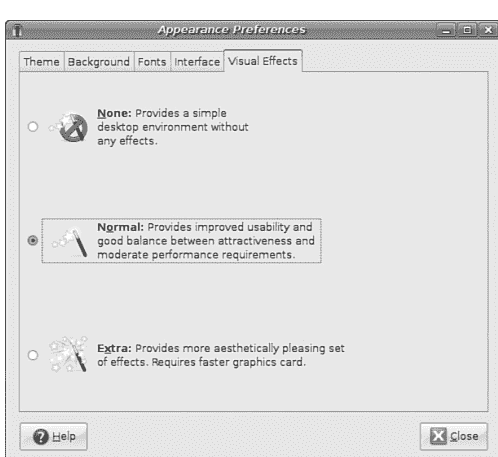 Appearance Preferences
Theme Background Fonts Interface Visual Effects
None: Provides a simple
desktop environment without
any effects.
Normal: Provides improved usability and
good balance between attractiveness and
moderate performance requirements.
Extra: Provides more aesthetically pleasing set
of effects. Requires faster graphics card.
Help Close